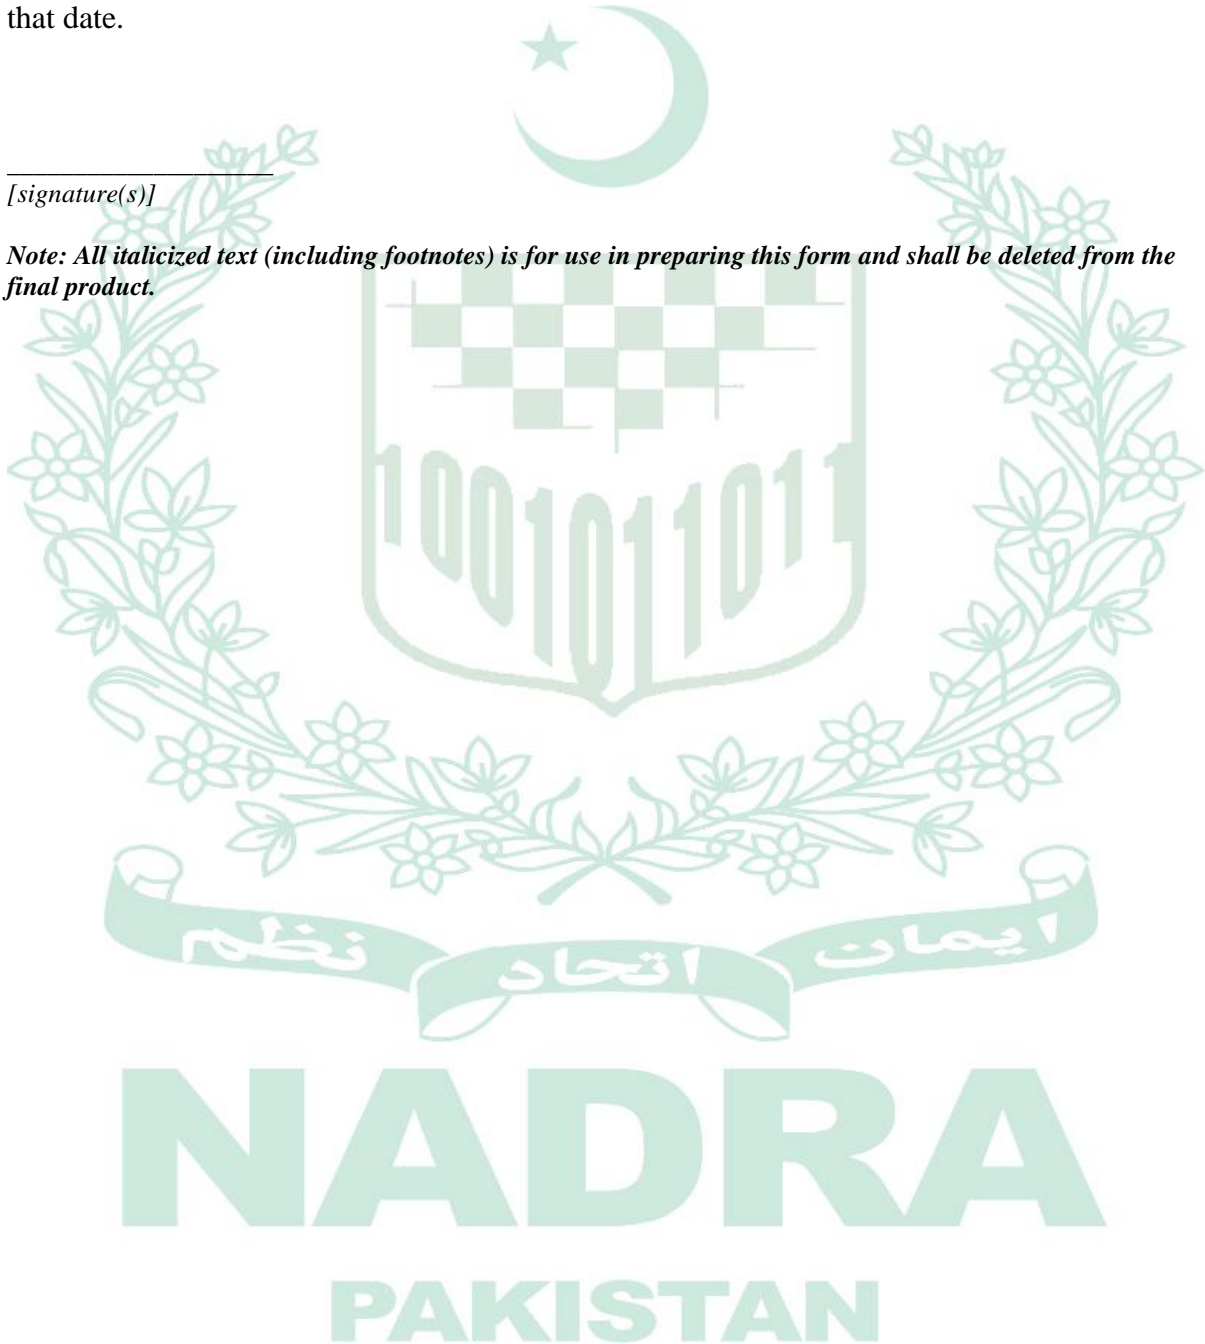 that date.
____________________
[signature(s)]
Note: All italicized text (including footnotes) is for use in preparing this form and shall be deleted from the
final product.
1001011011
ایمان اتحاد نظم
NADRA
PAKISTAN